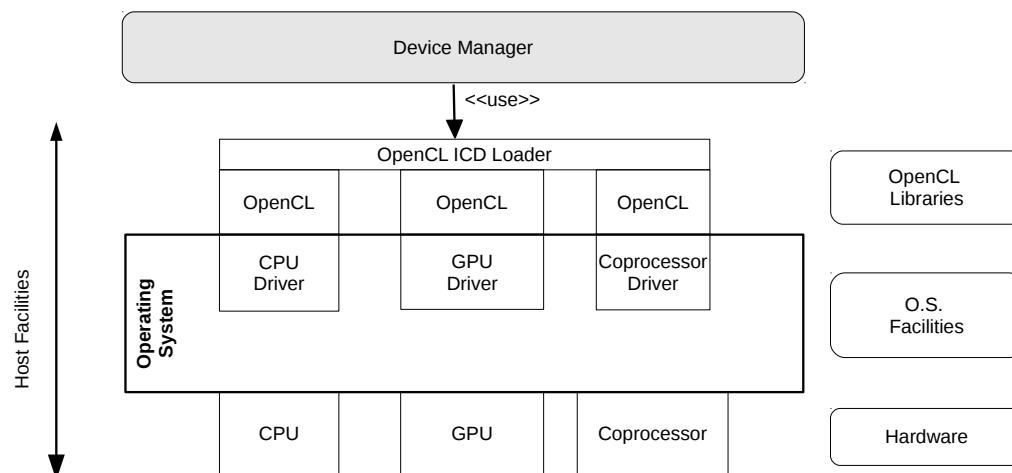 Device Manager
<<use>>
OpenCL ICD Loader
OpenCL
OpenCL
OpenCL
OpenCL
Libraries
CPU
Driver
GPU
Driver
Coprocessor
Driver
Operating
System
O.S.
Facilities
Host Facilities
CPU
GPU
Coprocessor
Hardware